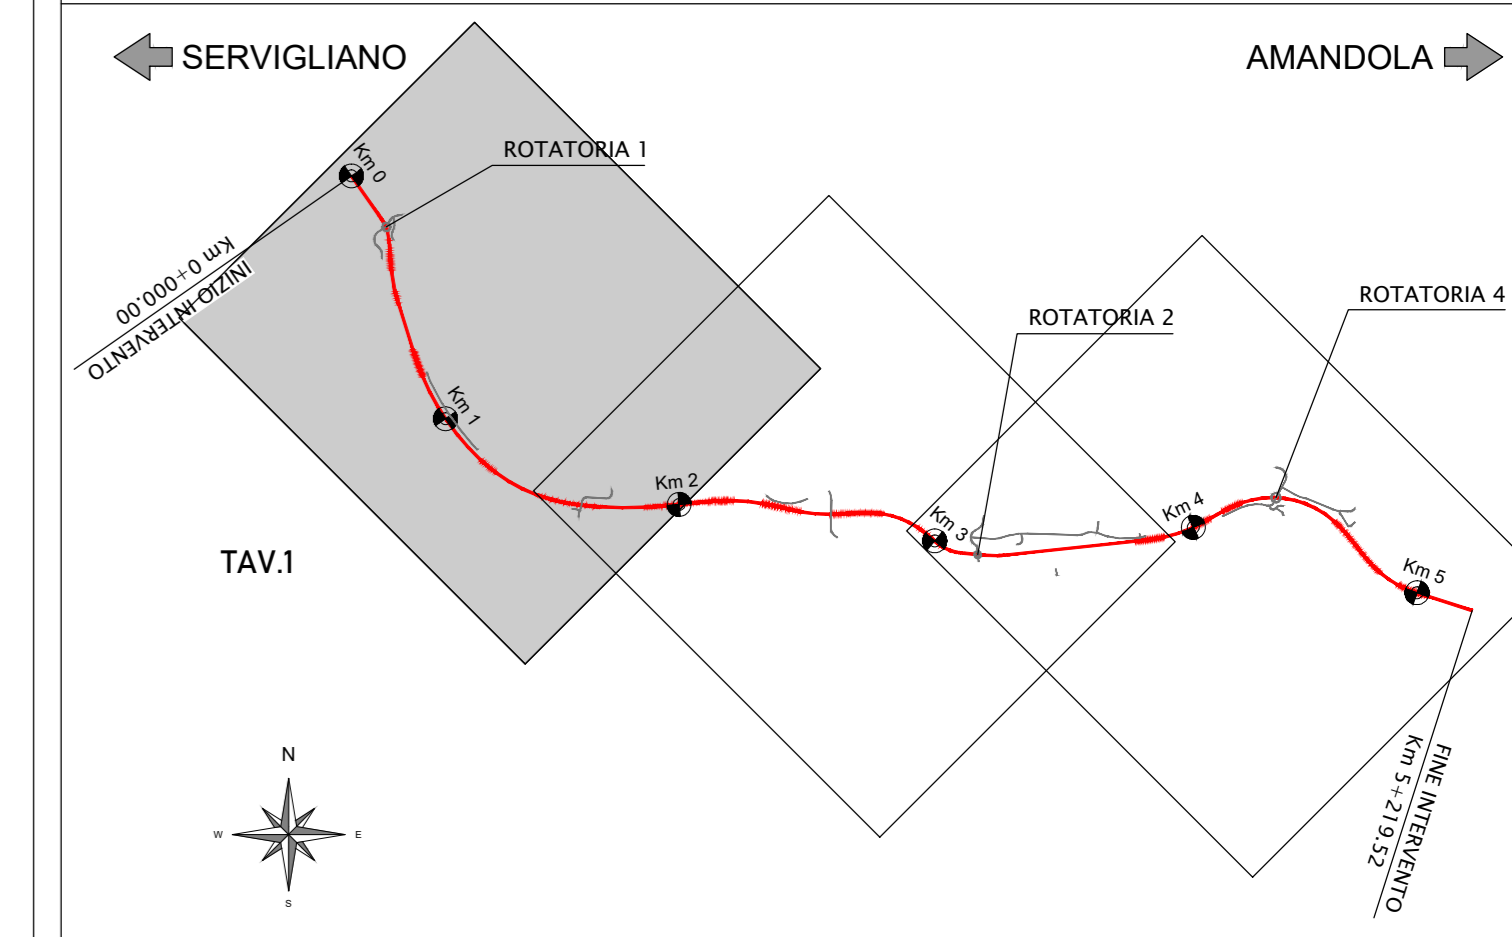 SERVIGLIANO
AMANDOLA
Km 0
ROTATORIA 1
Km 0+000.00
INIZIO INTERVENTO
ROTATORIA 4
ROTATORIA 2
Km 1
Km 2
Km 3
Km 4
Km 5
TAV.1
FINE INTERVENTO
Km 5+219.52
N
W
E
S